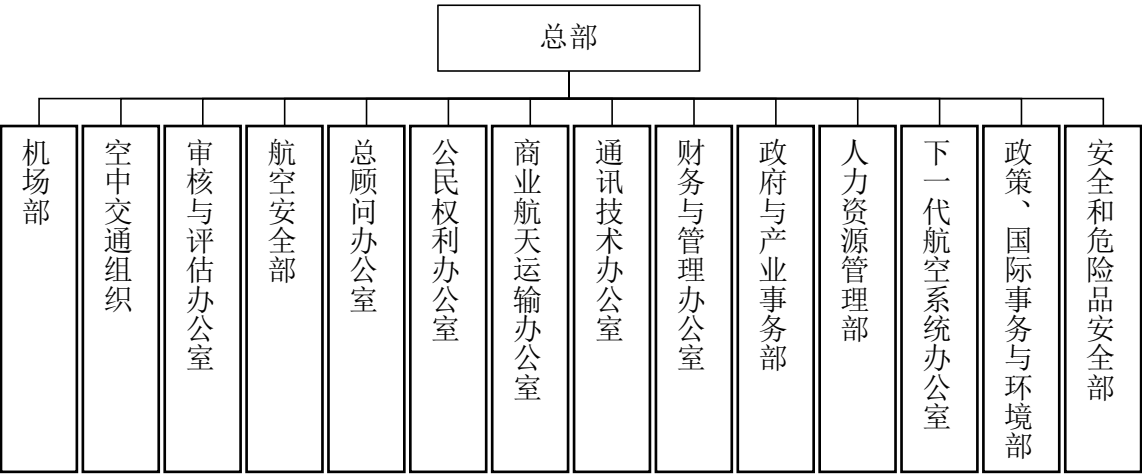 总部
机场部
空中交通组织
审核与评估办公室
航空安全部
总顾问办公室
公民权利办公室
商业航天运输办公室
通讯技术办公室
财务与管理办公室
政府与产业事务部
人力资源管理部
下一代航空系统办公室
政策、国际事务与环境部
安全和危险品安全部